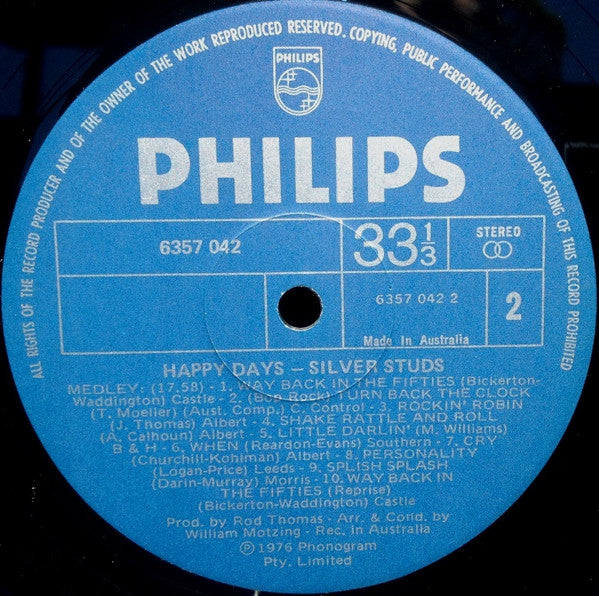 ALL RIGHTS OF THE RECORD PRODUCER AND OF THE OWNER OF THE WORK REPRODUCED RESERVED. COPYING, PUBLIC PERFORMANCE AND BROADCASTING OF THIS RECORD PROHIBITED
PHILIPS
PHILIPS
6357 042
33⅓
STEREO
6357 042 2
2
Made In Australia
HAPPY DAYS – SILVER STUDS
MEDLEY: (17.58) - 1. WAY BACK IN THE FIFTIES (Bickerton-
Waddington) Castle - 2. (Bop Rock) TURN BACK THE CLOCK
(T. Moeller) (Aust. Comp.) C. Control - 3. ROCKIN' ROBIN
(J. Thomas) Albert - 4. SHAKE RATTLE AND ROLL
(A. Calhoun) Albert - 5. LITTLE DARLIN' (M. Williams)
B & H - 6. WHEN (Reardon-Evans) Southern - 7. CRY
(Churchill-Kohlman) Albert - 8. PERSONALITY
(Logan-Price) Leeds - 9. SPLISH SPLASH
(Darin-Murray) Morris - 10. WAY BACK IN
THE FIFTIES (Reprise)
(Bickerton-Waddington) Castle
Prod. by Rod Thomas - Arr. & Cond. by
William Motzing - Rec. in Australia
Ⓟ 1976 Phonogram
Pty. Limited